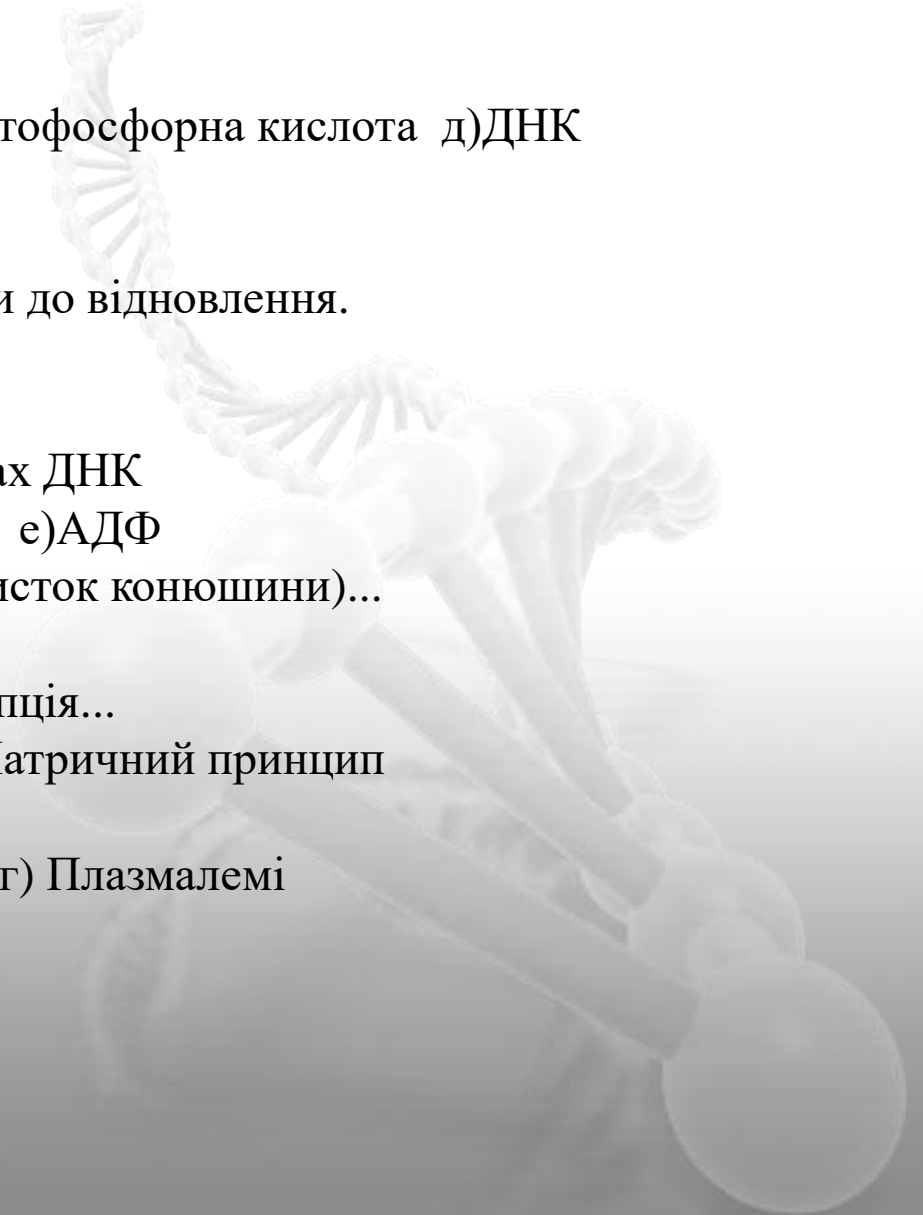 тофосфорна кислота  д)ДНК
и до відновлення.
ах ДНК
е)АДФ
исток конюшини)...
пція...
Матричний принцип
г) Плазмалемі